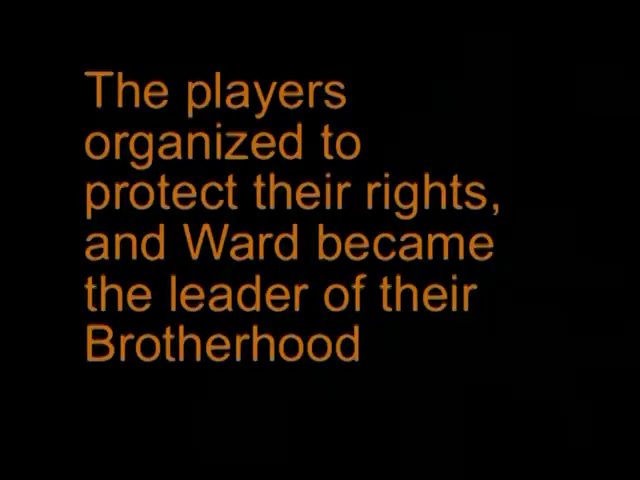 The players
organized to
protect their rights,
and Ward became
the leader of their
Brotherhood